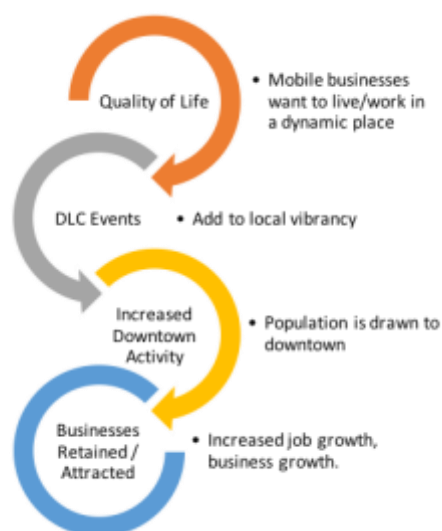 Quality of Life
• Mobile businesses
want to live/work in
a dynamic place
DLC Events
• Add to local vibrancy
Increased
Downtown
Activity
• Population is drawn to
downtown
Businesses
Retained /
Attracted
• Increased job growth,
business growth.